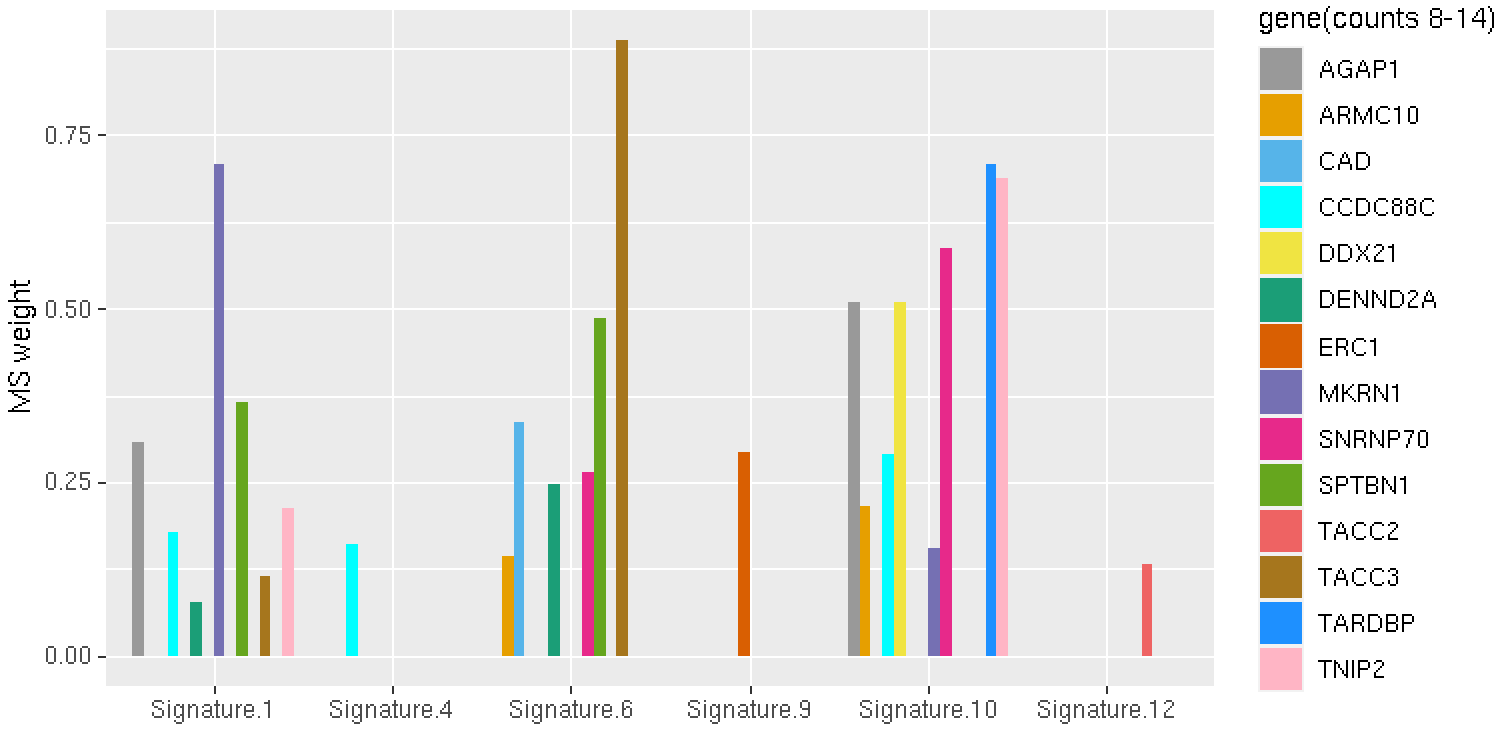 gene(counts 8-14)
AGAP1
ARMC10
CAD
CCDC88C
DDX21
DENND2A
ERC1
MKRN1
SNRNP70
SPTBN1
TACC2
TACC3
TARDBP
TNIP2
MS weight
0.75
0.50
0.25
0.00
Signature.1 Signature.4 Signature.6 Signature.9 Signature.10 Signature.12